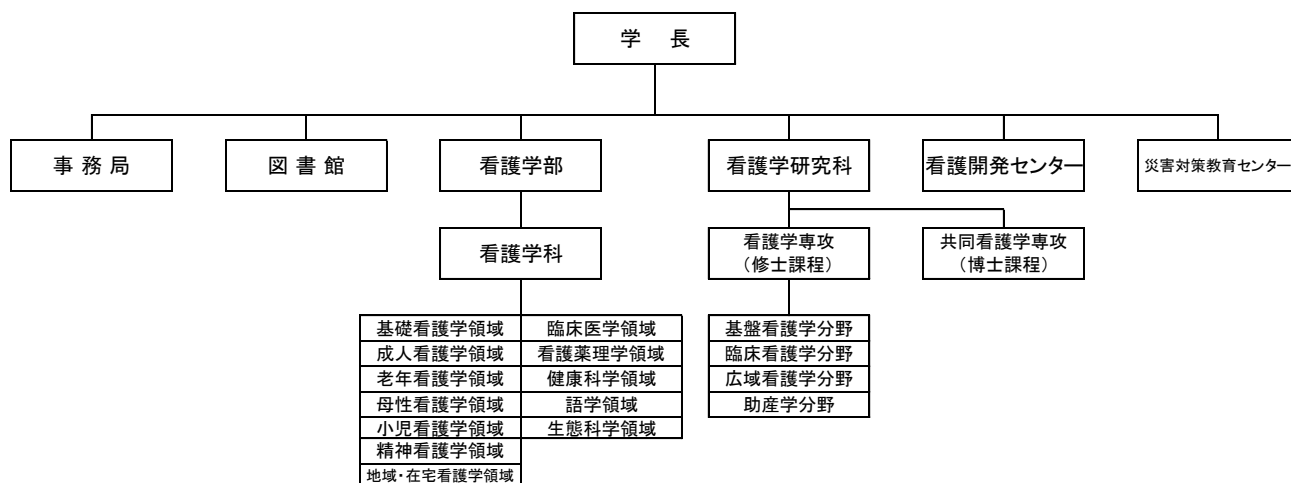 学 長
事 務 局
図 書 館
看護学部
看護学研究科
看護開発センター
災害対策教育センター
看護学科
看護学専攻
(修士課程)
共同看護学専攻
(博士課程)
基礎看護学領域
臨床医学領域
基盤看護学分野
成人看護学領域
看護薬理学領域
臨床看護学分野
老年看護学領域
健康科学領域
広域看護学分野
母性看護学領域
語学領域
助産学分野
小児看護学領域
生態科学領域
精神看護学領域
地域・在宅看護学領域